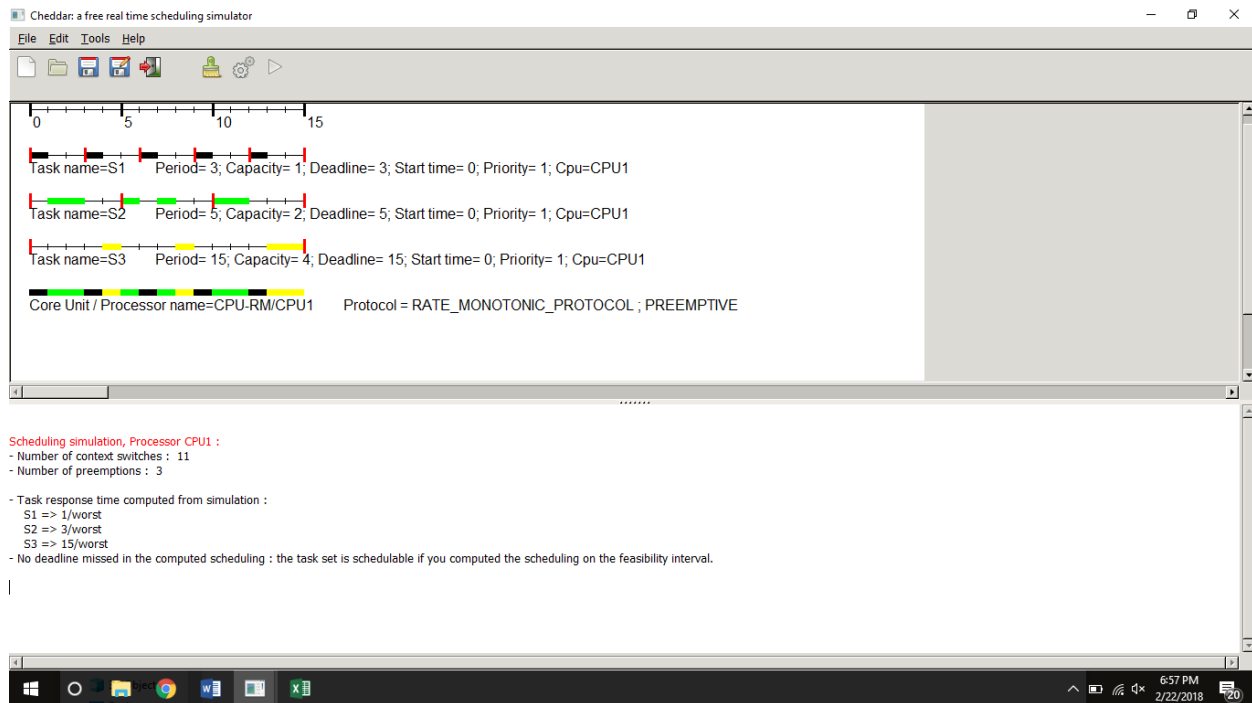 Cheddar: a free real time scheduling simulator
File Edit Tools Help
0 5 10 15
Task name=S1 Period= 3; Capacity= 1; Deadline= 3; Start time= 0; Priority= 1; Cpu=CPU1
Task name=S2 Period= 5; Capacity= 2; Deadline= 5; Start time= 0; Priority= 1; Cpu=CPU1
Task name=S3 Period= 15; Capacity= 4; Deadline= 15; Start time= 0; Priority= 1; Cpu=CPU1
Core Unit / Processor name=CPU-RM/CPU1 Protocol = RATE_MONOTONIC_PROTOCOL ; PREEMPTIVE
Scheduling simulation, Processor CPU1 :
- Number of context switches : 11
- Number of preemptions : 3
- Task response time computed from simulation :
S1 => 1/worst
S2 => 3/worst
S3 => 15/worst
- No deadline missed in the computed scheduling : the task set is schedulable if you computed the scheduling on the feasibility interval.
6:57 PM
2/22/2018
20